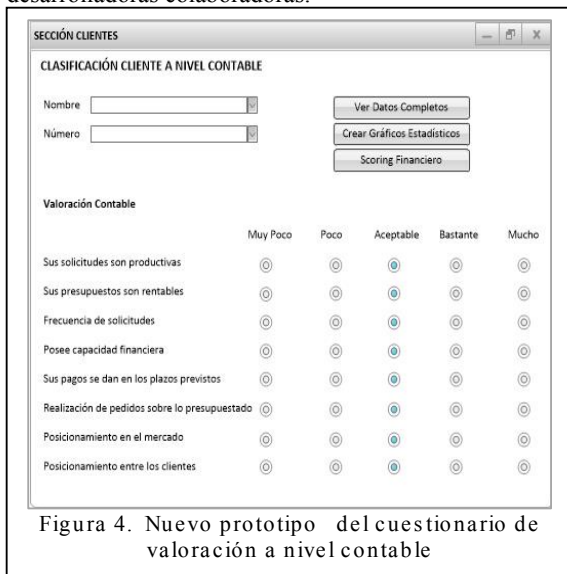 desarrolladoras colaboradoras.
SECCIÓN CLIENTES
CLASIFICACIÓN CLIENTE A NIVEL CONTABLE
Nombre
Ver Datos Completos
Número
Crear Gráficos Estadísticos
Scoring Financiero
Valoración Contable
Muy Poco Poco Aceptable Bastante Mucho
Sus solicitudes son productivas
Sus presupuestos son rentables
Frecuencia de solicitudes
Posee capacidad financiera
Sus pagos se dan en los plazos previstos
Realización de pedidos sobre lo presupuestado
Posicionamiento en el mercado
Posicionamiento entre los clientes
Figura 4. Nuevo prototipo del cuestionario de
valoración a nivel contable